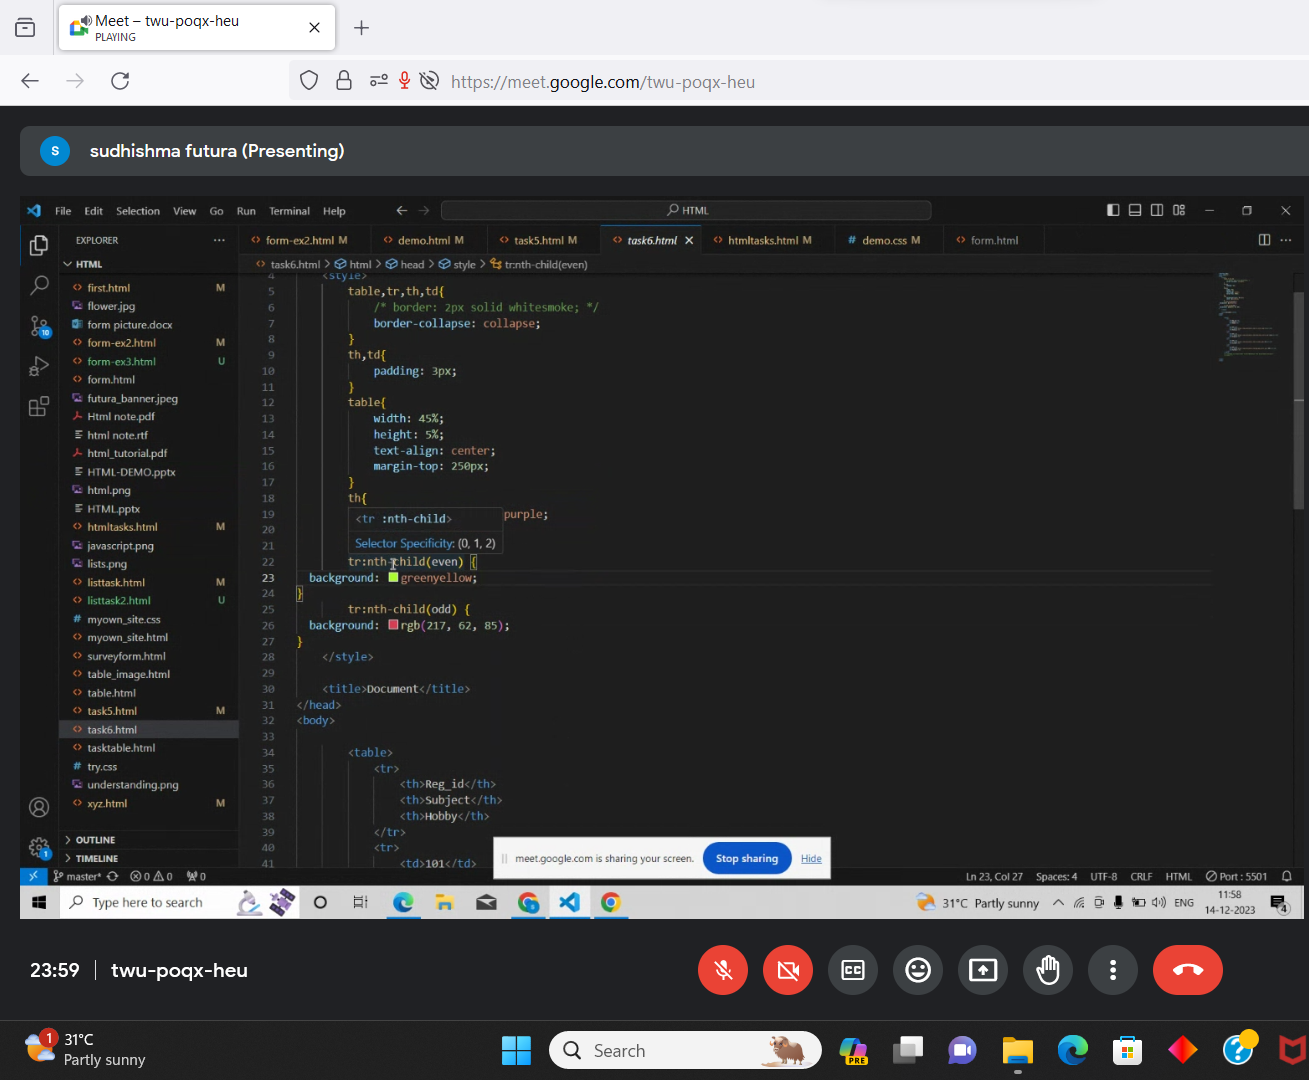 Meet – twu-poqx-heu
PLAYING
https://meet.google.com/twu-poqx-heu
S
sudhishma futura (Presenting)
File Edit Selection View Go Run Terminal Help
HTML
EXPLORER
form-ex2.html M
demo.html M
task5.html M
task6.html
htmltasks.html M
demo.css M
form.html
HTML
task6.html > html > head > style > tr:nth-child(even)
first.html M
flower.jpg
form picture.docx
form-ex2.html M
form-ex3.html U
form.html
futura_banner.jpeg
Html note.pdf
html note.rtf
html_tutorial.pdf
HTML-DEMO.pptx
html.png
HTML.pptx
htmltasks.html M
javascript.png
lists.png
listtask.html M
listtask2.html U
myown_site.css
myown_site.html
surveyform.html
table_image.html
table.html
task5.html M
task6.html
tasktable.html
try.css
understanding.png
xyz.html M
OUTLINE
TIMELINE
10
1
4 <style>
5 table,tr,th,td{
6 /* border: 2px solid whitesmoke; */
7 border-collapse: collapse;
8 }
9 th,td{
10 padding: 3px;
11 }
12 table{
13 width: 45%;
14 height: 5%;
15 text-align: center;
16 margin-top: 250px;
17 }
18 th{
19 purple;
<tr :nth-child>
20
Selector Specificity: (0, 1, 2)
21
22 tr:nth-child(even) {
23 background: greenyellow;
24 }
25 tr:nth-child(odd) {
26 background: rgb(217, 62, 85);
27 }
28 </style>
29
30 <title>Document</title>
31 </head>
32 <body>
33
34 <table>
35 <tr>
36 <th>Reg_id</th>
37 <th>Subject</th>
38 <th>Hobby</th>
39 </tr>
40 <tr>
41 <td>101</td>
meet.google.com is sharing your screen.
Stop sharing
Hide
master* 0 0 0
Ln 23, Col 27 Spaces: 4 UTF-8 CRLF HTML Port : 5501
Type here to search
31°C Partly sunny
ENG
11:58
14-12-2023
4
23:59 | twu-poqx-heu
CC
1
31°C
Partly sunny
Search
PRE